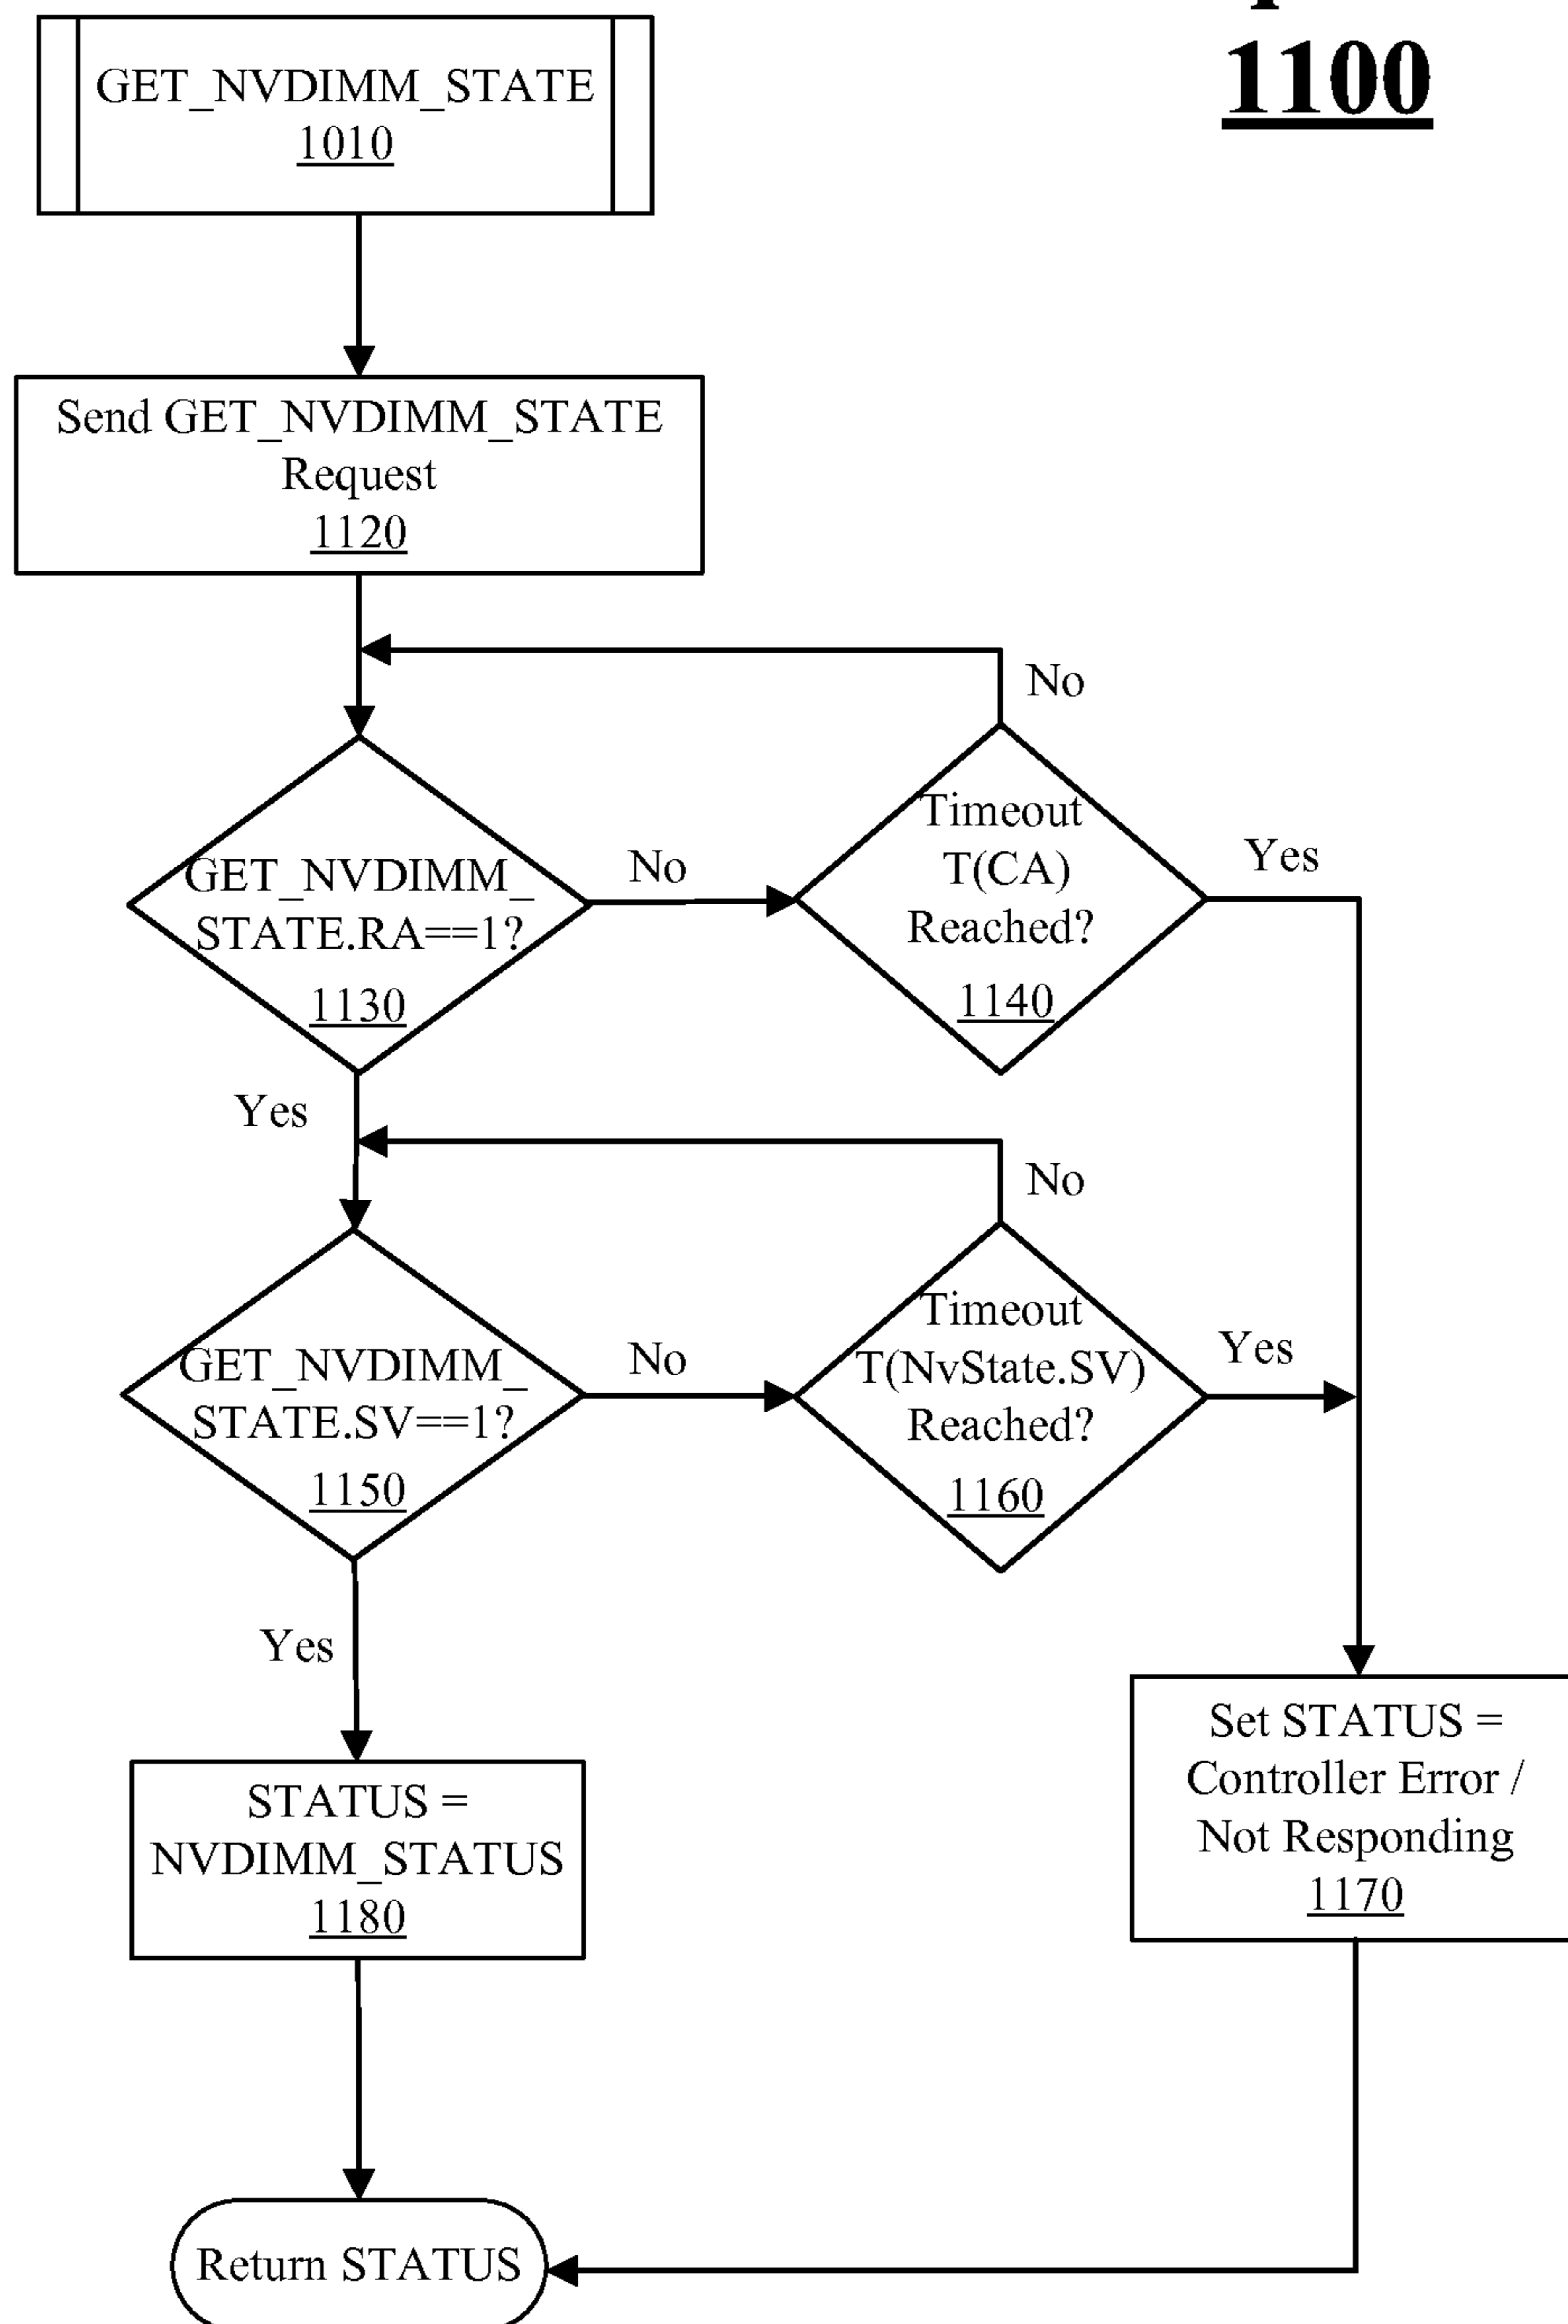 1100
GET_NVDIMM_STATE
1010
Send GET_NVDIMM_STATE
Request
1120
No
GET_NVDIMM_
STATE.RA==1?
1130
No
Timeout
T(CA)
Reached?
1140
Yes
Yes
No
GET_NVDIMM_
STATE.SV==1?
1150
No
Timeout
T(NvState.SV)
Reached?
1160
Yes
Yes
STATUS =
NVDIMM_STATUS
1180
Set STATUS =
Controller Error /
Not Responding
1170
Return STATUS